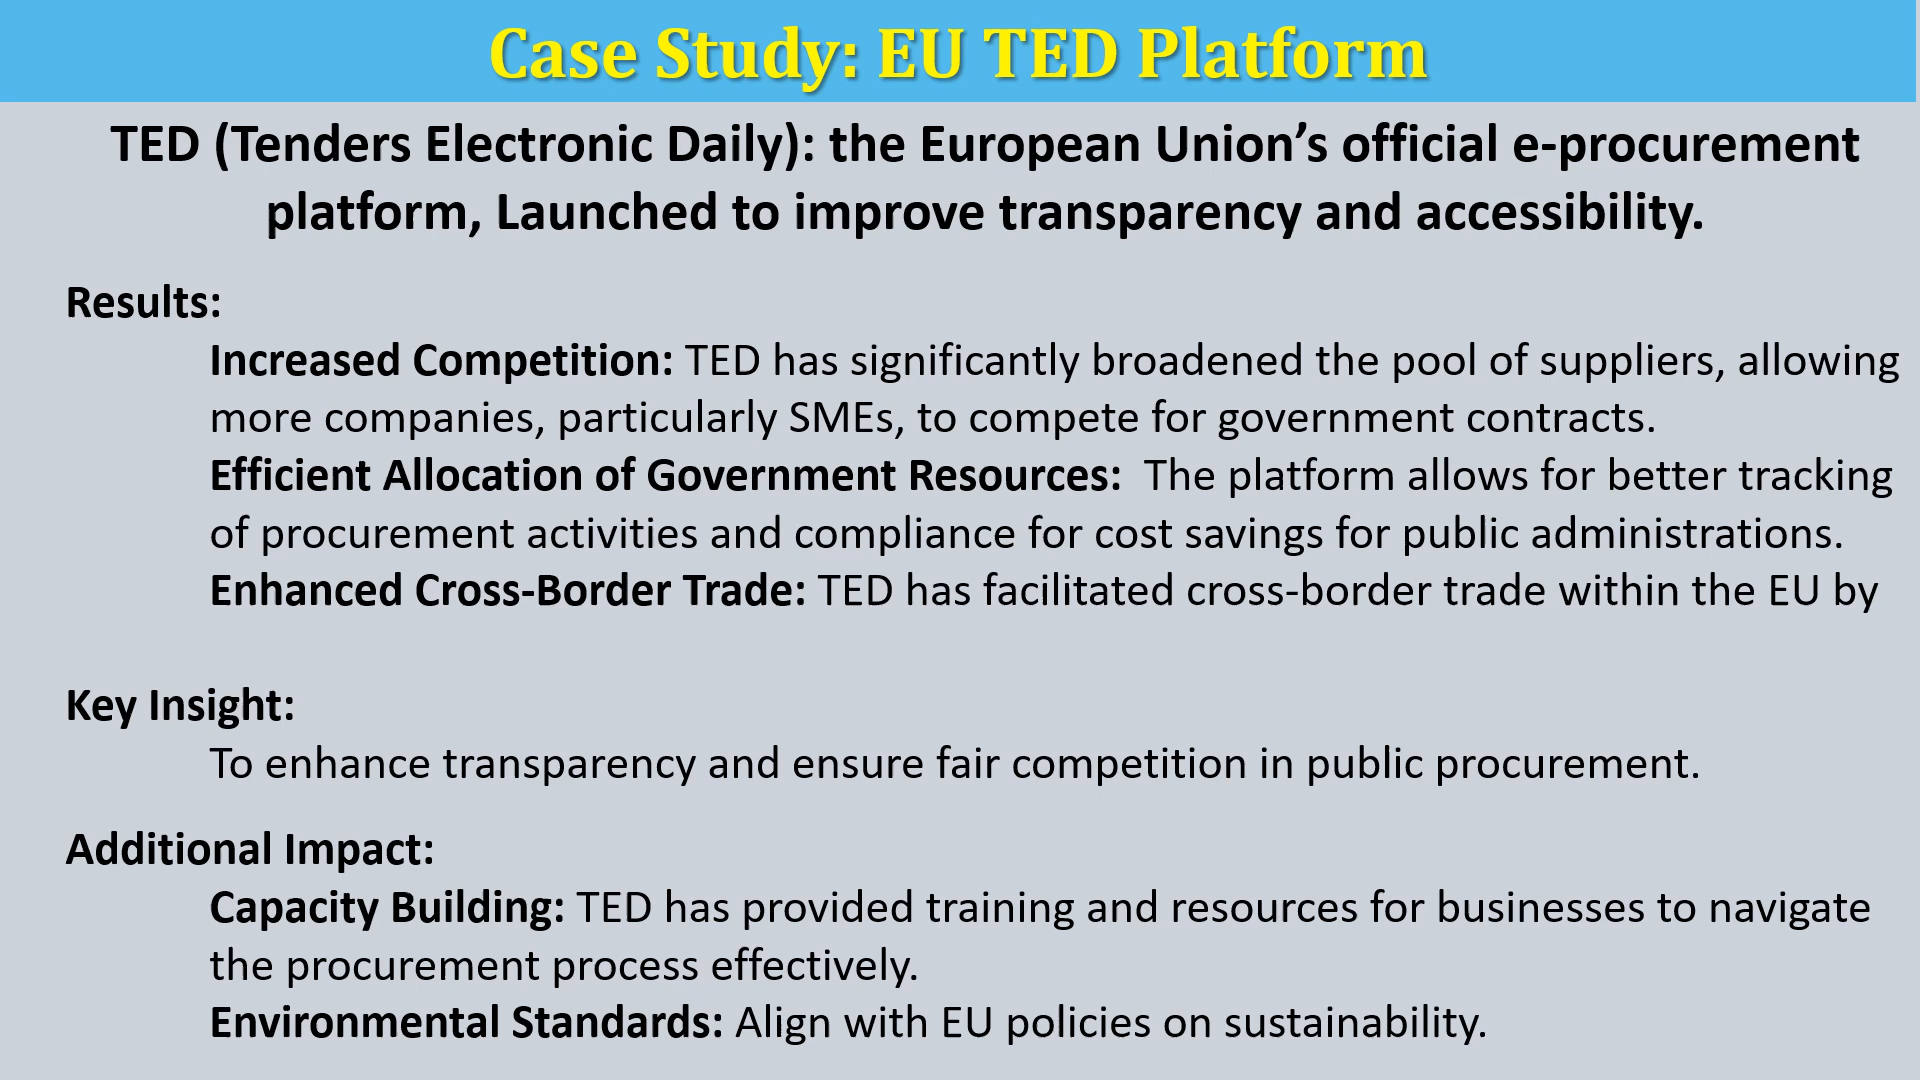 Case Study: EU TED Platform
TED (Tenders Electronic Daily): the European Union’s official e-procurement
platform, Launched to improve transparency and accessibility.
Results:
Increased Competition: TED has significantly broadened the pool of suppliers, allowing
more companies, particularly SMEs, to compete for government contracts.
Efficient Allocation of Government Resources:  The platform allows for better tracking
of procurement activities and compliance for cost savings for public administrations.
Enhanced Cross-Border Trade: TED has facilitated cross-border trade within the EU by
Key Insight:
To enhance transparency and ensure fair competition in public procurement.
Additional Impact:
Capacity Building: TED has provided training and resources for businesses to navigate
the procurement process effectively.
Environmental Standards: Align with EU policies on sustainability.